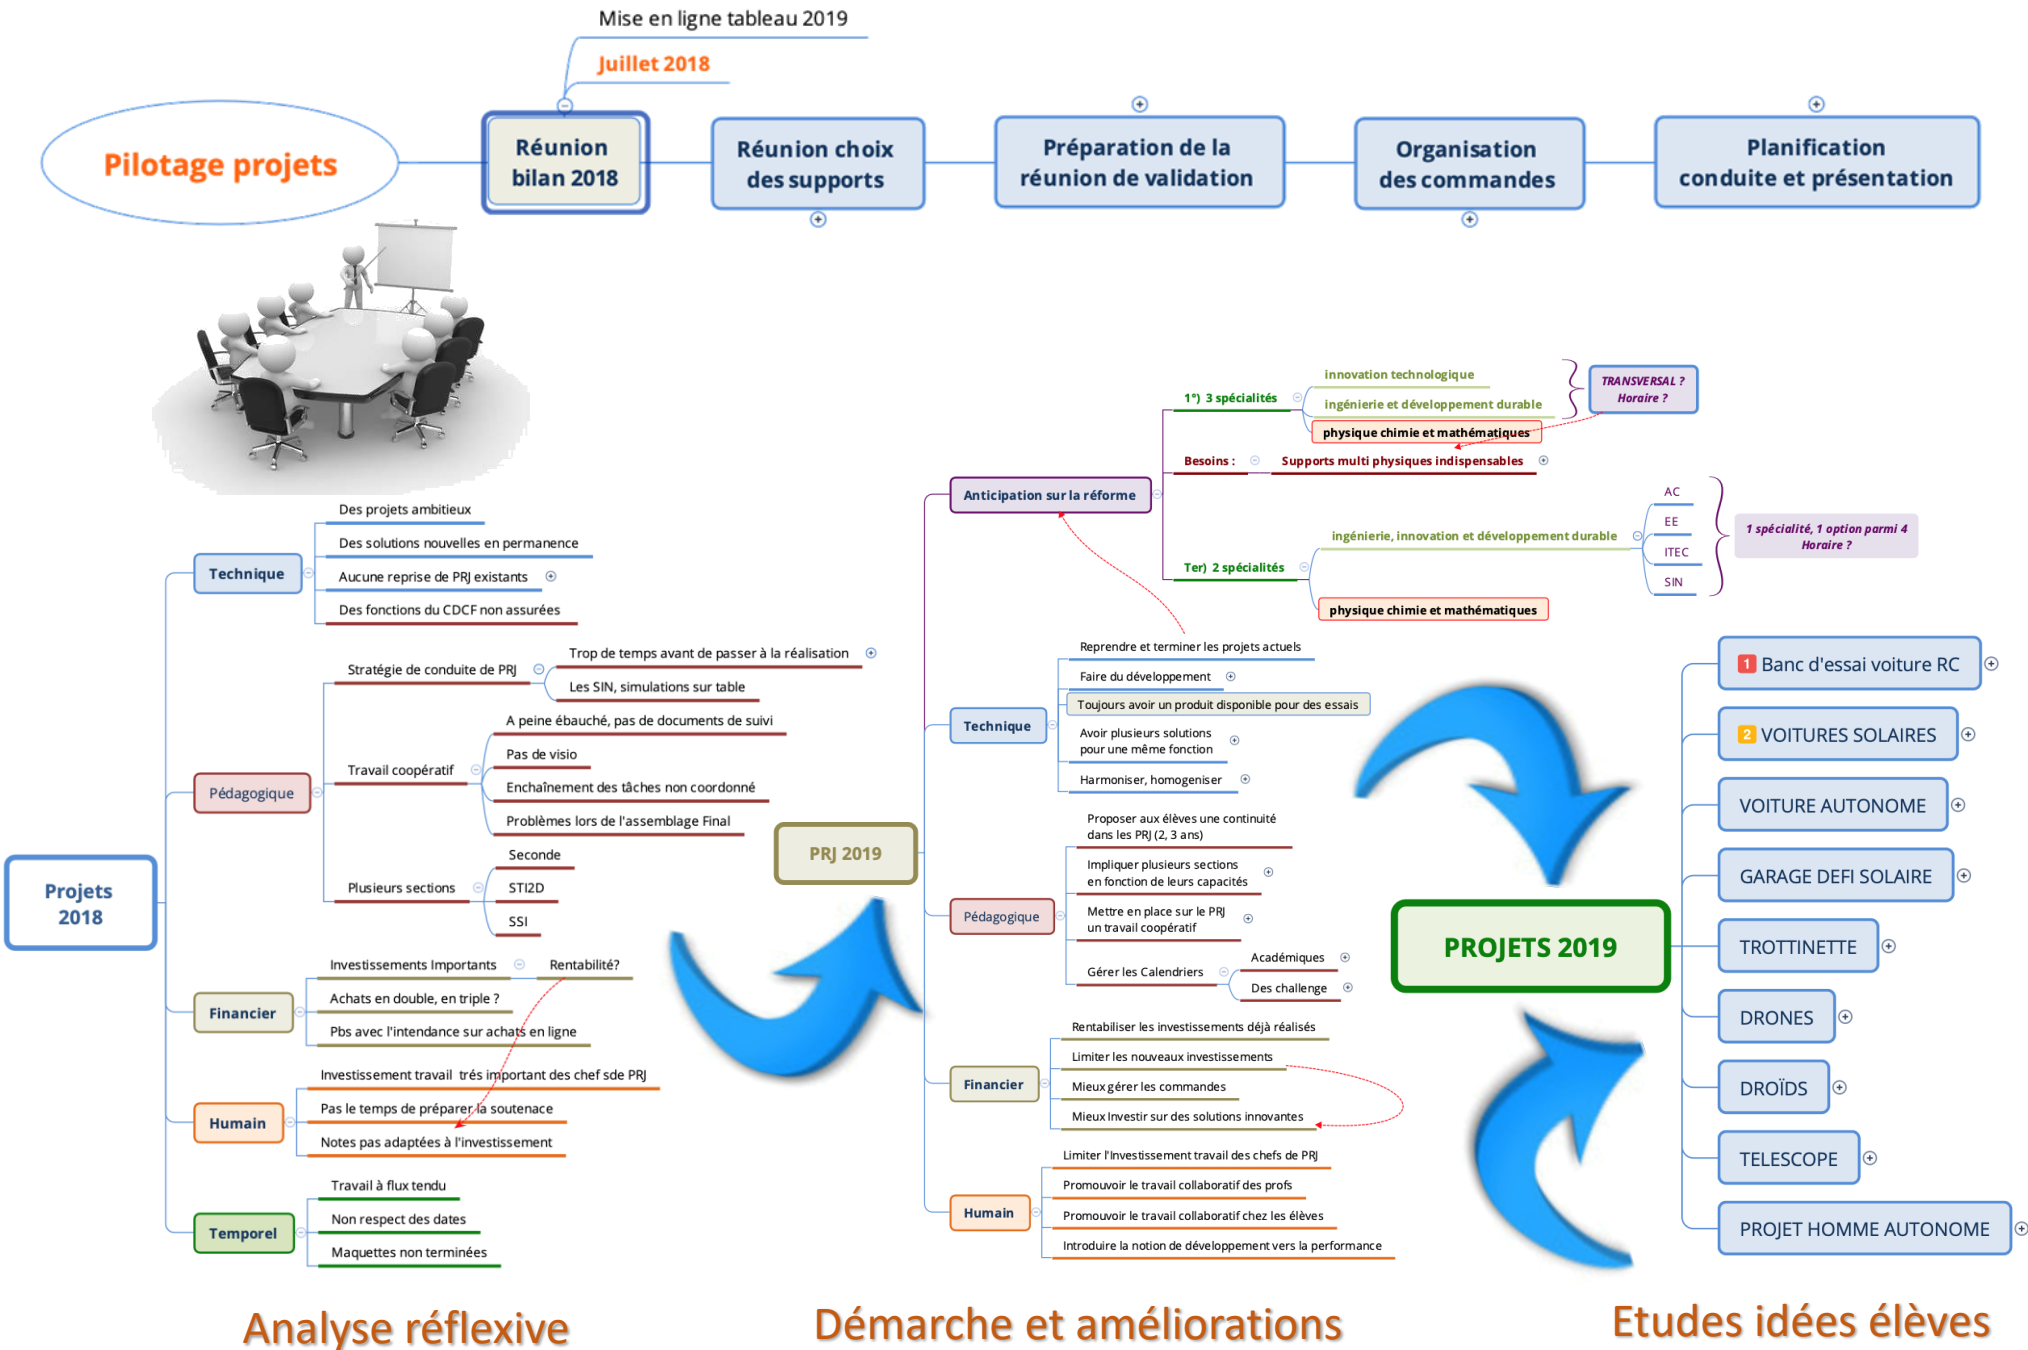 Mise en ligne tableau 2019
Juillet 2018
Pilotage projets
Réunion
bilan 2018
Réunion choix
des supports
Préparation de la
réunion de validation
Organisation
des commandes
Planification
conduite et présentation
Projets
2018
Technique
Des projets ambitieux
Des solutions nouvelles en permanence
Aucune reprise de PRJ existants
Des fonctions du CDCF non assurées
Pédagogique
Stratégie de conduite de PRJ
Trop de temps avant de passer à la réalisation
Les SIN, simulations sur table
Travail coopératif
A peine ébauché, pas de documents de suivi
Pas de visio
Enchaînement des tâches non coordonné
Problèmes lors de l'assemblage Final
Plusieurs sections
Seconde
STI2D
SSI
Financier
Investissements Importants
Rentabilité?
Achats en double, en triple ?
Pbs avec l'intendance sur achats en ligne
Humain
Investissement travail  trés important des chef sde PRJ
Pas le temps de préparer la soutenace
Notes pas adaptées à l'investissement
Temporel
Travail à flux tendu
Non respect des dates
Maquettes non terminées
Analyse réflexive
PRJ 2019
Anticipation sur la réforme
1°)  3 spécialités
innovation technologique
ingénierie et développement durable
physique chimie et mathématiques
TRANSVERSAL ?
Horaire ?
Besoins :
Supports multi physiques indispensables
Ter)  2 spécialités
ingénierie, innovation et développement durable
AC
EE
ITEC
SIN
1 spécialité, 1 option parmi 4
Horaire ?
physique chimie et mathématiques
Technique
Reprendre et terminer les projets actuels
Faire du développement
Toujours avoir un produit disponible pour des essais
Avoir plusieurs solutions
pour une même fonction
Harmoniser, homogeniser
Pédagogique
Proposer aux élèves une continuité
dans les PRJ (2, 3 ans)
Impliquer plusieurs sections
en fonction de leurs capacités
Mettre en place sur le PRJ
un travail coopératif
Gérer les Calendriers
Académiques
Des challenge
Financier
Rentabiliser les investissements déjà réalisés
Limiter les nouveaux investissements
Mieux gérer les commandes
Mieux Investir sur des solutions innovantes
Humain
Limiter l'Investissement travail des chefs de PRJ
Promouvoir le travail collaboratif des profs
Promouvoir le travail collaboratif chez les élèves
Introduire la notion de développement vers la performance
Démarche et améliorations
PROJETS 2019
1 Banc d'essai voiture RC
2 VOITURES SOLAIRES
VOITURE AUTONOME
GARAGE DEFI SOLAIRE
TROTTINETTE
DRONES
DROÏDS
TELESCOPE
PROJET HOMME AUTONOME
Etudes idées élèves